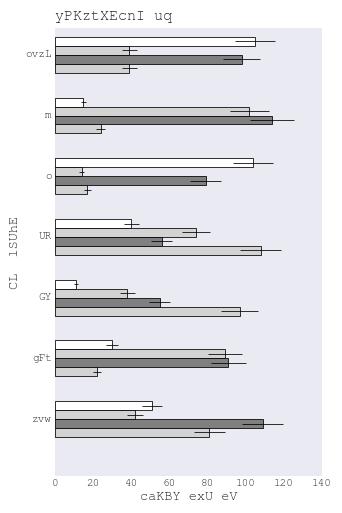 yPKztXEcnI uq
ovzL
m
o
UR
GY
gFt
zvw
CL lSUhE
0 20 40 60 80 100 120 140
caKBY exU eV